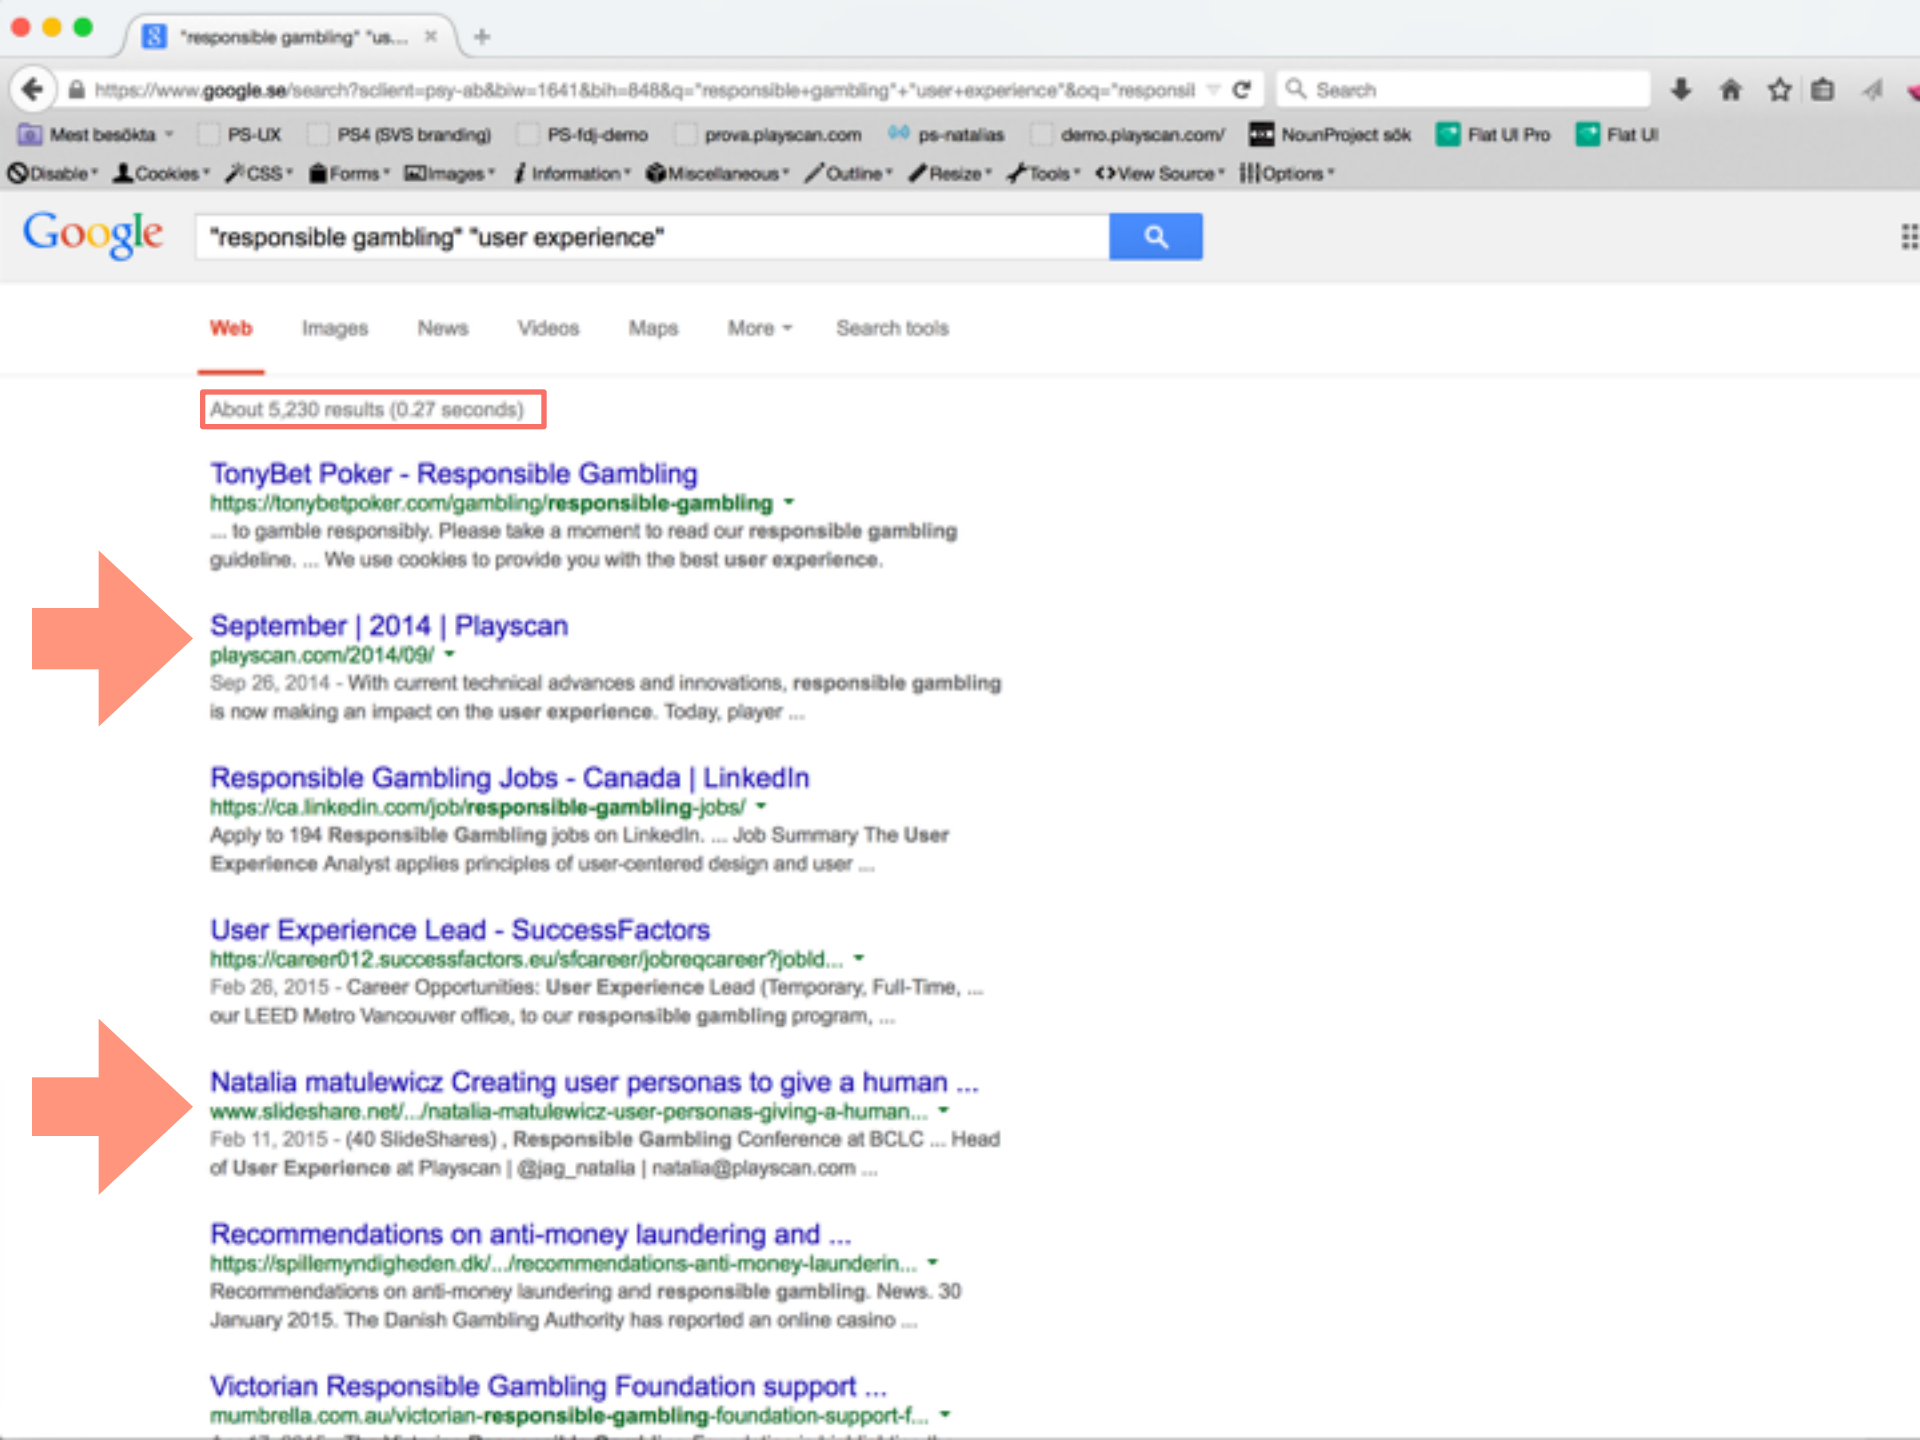 "responsible gambling" "us....
https://www.google.se/search?sclient=psy-ab&biw=1641&bih=848&q="responsible+gambling"+"user+experience"&oq="responsil
Search
Mest besökta PS-UX PS4 (SVS branding) PS-fdj-demo prova.playscan.com ps-natalias demo.playscan.com/ NounProject sök Flat UI Pro Flat UI
Disable Cookies CSS Forms Images Information Miscellaneous Outline Resize Tools View Source Options
Google "responsible gambling" "user experience"
Web Images News Videos Maps More Search tools
About 5,230 results (0.27 seconds)
TonyBet Poker - Responsible Gambling
https://tonybetpoker.com/gambling/responsible-gambling
... to gamble responsibly. Please take a moment to read our responsible gambling
guideline. ... We use cookies to provide you with the best user experience.
September | 2014 | Playscan
playscan.com/2014/09/
Sep 26, 2014 - With current technical advances and innovations, responsible gambling
is now making an impact on the user experience. Today, player ...
Responsible Gambling Jobs - Canada | LinkedIn
https://ca.linkedin.com/job/responsible-gambling-jobs/
Apply to 194 Responsible Gambling jobs on LinkedIn. ... Job Summary The User
Experience Analyst applies principles of user-centered design and user ...
User Experience Lead - SuccessFactors
https://career012.successfactors.eu/sfcareer/jobreqcareer?jobId...
Feb 26, 2015 - Career Opportunities: User Experience Lead (Temporary, Full-Time, ...
our LEED Metro Vancouver office, to our responsible gambling program, ...
Natalia matulewicz Creating user personas to give a human ...
www.slideshare.net/.../natalia-matulewicz-user-personas-giving-a-human...
Feb 11, 2015 - (40 SlideShares) , Responsible Gambling Conference at BCLC ... Head
of User Experience at Playscan | @jag_natalia | natalia@playscan.com ...
Recommendations on anti-money laundering and ...
https://spillemyndigheden.dk/.../recommendations-anti-money-launderin...
Recommendations on anti-money laundering and responsible gambling. News. 30
January 2015. The Danish Gambling Authority has reported an online casino ...
Victorian Responsible Gambling Foundation support ...
mumbrella.com.au/victorian-responsible-gambling-foundation-support-f...